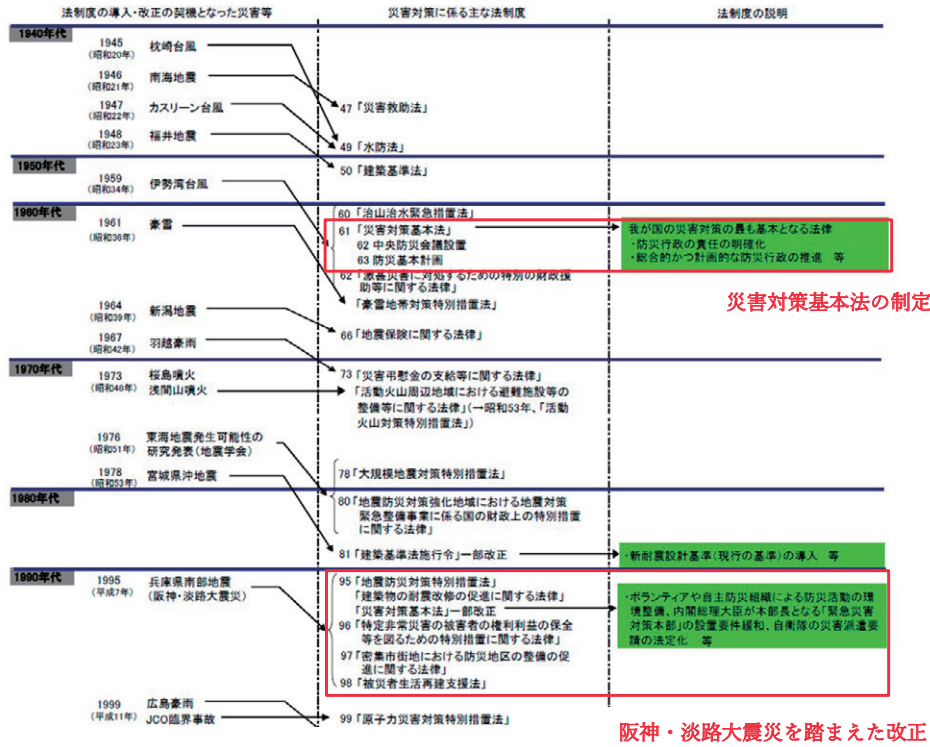 法制度の導入・改正の契機となった災害等
災害対策に係る主な法制度
法制度の説明
1940年代
1945
(昭和20年)
枕崎台風
1946
(昭和21年)
南海地震
1947
(昭和22年)
カスリーン台風
47「災害救助法」
1948
(昭和23年)
福井地震
49「水防法」
1950年代
50「建築基準法」
1959
(昭和34年)
伊勢湾台風
1960年代
60「治山治水緊急措置法」
1961
(昭和36年)
豪雪
61「災害対策基本法」
62 中央防災会議設置
63 防災基本計画
我が国の災害対策の最も基本となる法律
・防災行政の責任の明確化
・総合的かつ計画的な防災行政の推進 等
62「激甚災害に対処するための特別の財政援
助等に関する法律」
災害対策基本法の制定
「豪雪地帯対策特別措置法」
1964
(昭和39年)
新潟地震
66「地震保険に関する法律」
1967
(昭和42年)
羽越豪雨
1970年代
1973
(昭和48年)
桜島噴火
浅間山噴火
73「災害弔慰金の支給等に関する法律」
「活動火山周辺地域における避難施設等の
整備等に関する法律」(→昭和53年、「活動
火山対策特別措置法」)
1976
(昭和51年)
東海地震発生可能性の
研究発表(地震学会)
1978
(昭和53年)
宮城県沖地震
78「大規模地震対策特別措置法」
1980年代
80「地震防災対策強化地域における地震対策
緊急整備事業に係る国の財政上の特別措置
に関する法律」
81「建築基準法施行令」一部改正
・新耐震設計基準(現行の基準)の導入 等
1990年代
1995
(平成7年)
兵庫県南部地震
(阪神・淡路大震災)
95「地震防災対策特別措置法」
「建築物の耐震改修の促進に関する法律」
「災害対策基本法」一部改正
96「特定非常災害の被害者の権利利益の保全
等を図るための特別措置に関する法律」
97「密集市街地における防災地区の整備の促
進に関する法律」
98「被災者生活再建支援法」
・ボランティアや自主防災組織による防災活動の環
境整備、内閣総理大臣が本部長となる「緊急災害
対策本部」の設置要件緩和、自衛隊の災害派遣要
請の法定化 等
1999
(平成11年)
広島豪雨
JCO臨界事故
99「原子力災害対策特別措置法」
阪神・淡路大震災を踏まえた改正